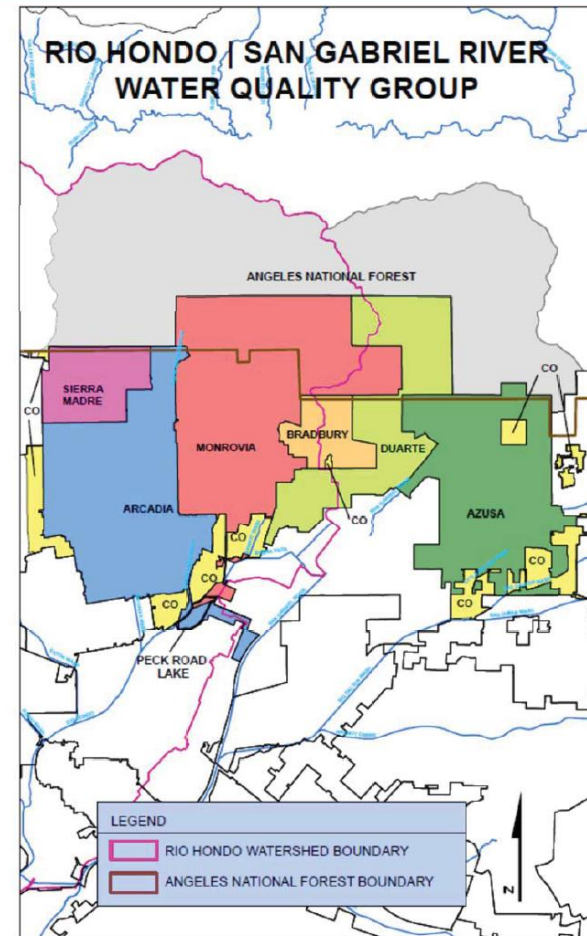 RIO HONDO | SAN GABRIEL RIVER
WATER QUALITY GROUP
ANGELES NATIONAL FOREST
CO
CO
SIERRA
MADRE
MONROVIA
BRADBURY
DUARTE
ARCADIA
CO
AZUSA
CO
CO
CO
CO
PECK ROAD
LAKE
LEGEND
RIO HONDO WATERSHED BOUNDARY
ANGELES NATIONAL FOREST BOUNDARY
N